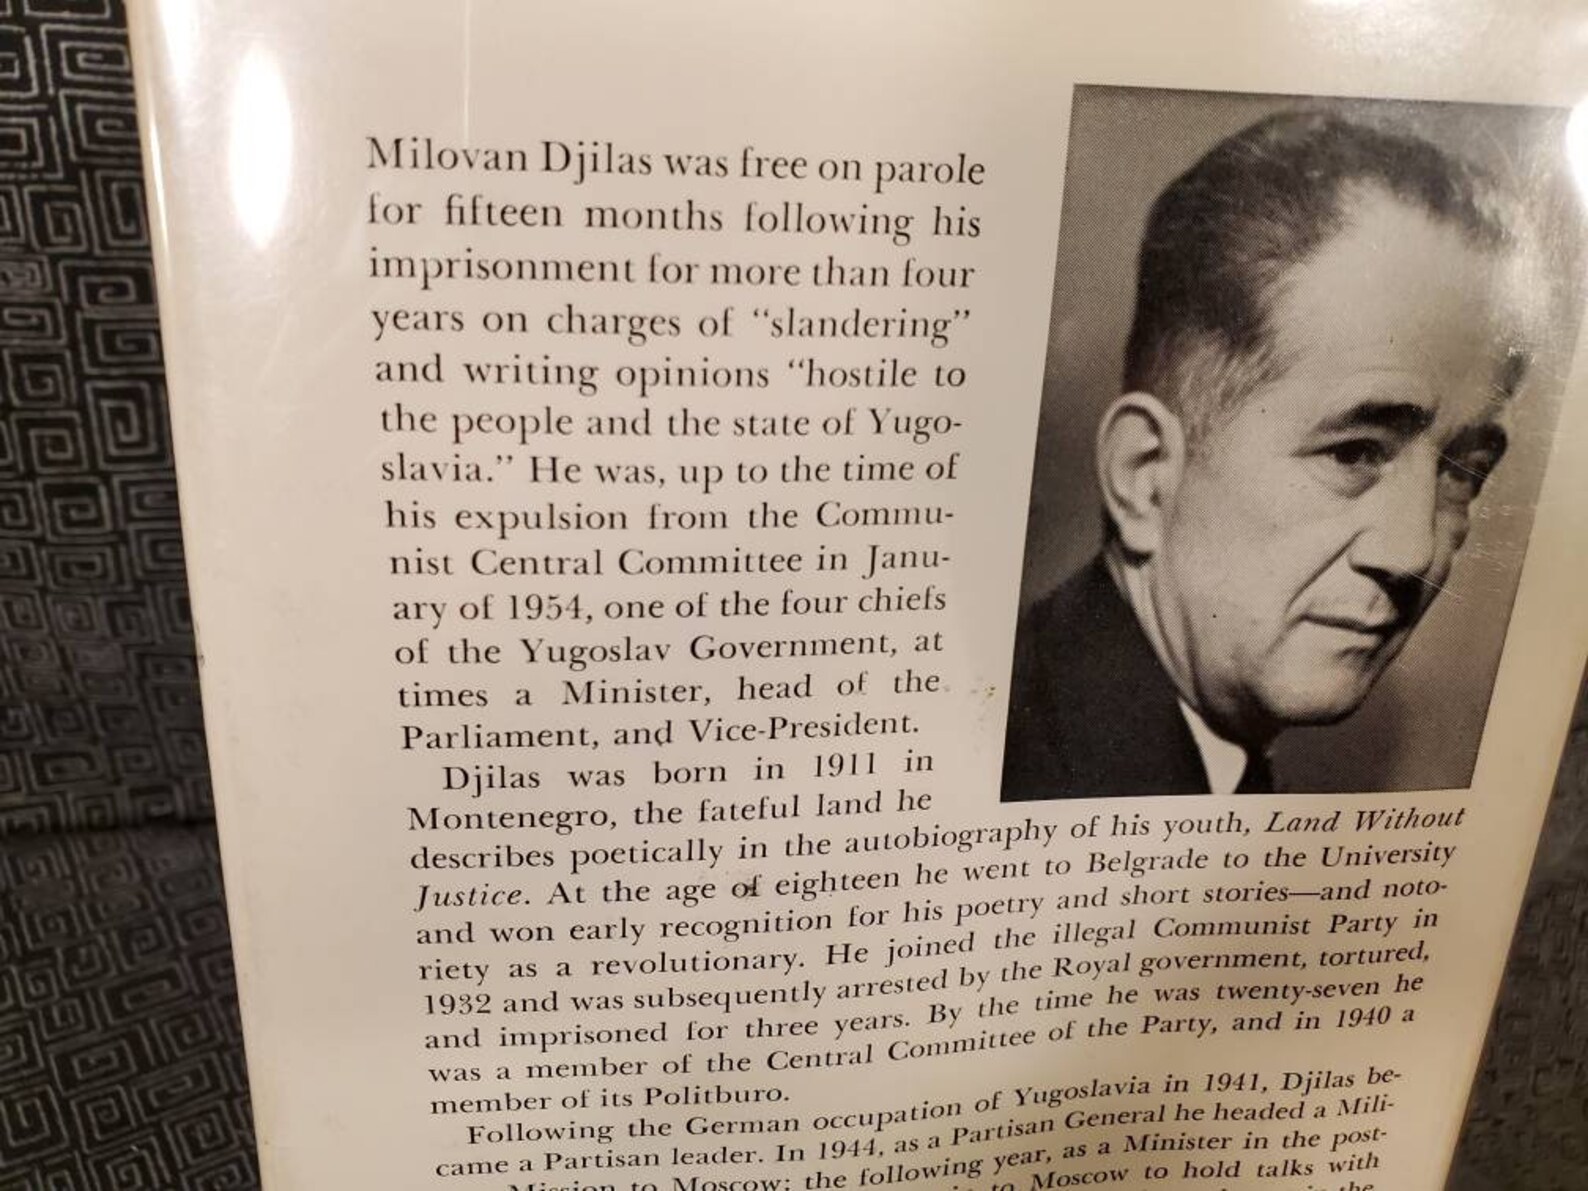 Milovan Djilas was free on parole
for fifteen months following his
imprisonment for more than four
years on charges of “slandering”
and writing opinions “hostile to
the people and the state of Yugo-
slavia.” He was, up to the time of
his expulsion from the Commu-
nist Central Committee in Janu-
ary of 1954, one of the four chiefs
of the Yugoslav Government, at
times a Minister, head of the
Parliament, and Vice-President.
Djilas was born in 1911 in
Montenegro, the fateful land he
describes poetically in the autobiography of his youth, Land Without
Justice. At the age of eighteen he went to Belgrade to the University
and won early recognition for his poetry and short stories—and noto-
riety as a revolutionary. He joined the illegal Communist Party in
1932 and was subsequently arrested by the Royal government, tortured,
and imprisoned for three years. By the time he was twenty-seven he
was a member of the Central Committee of the Party, and in 1940 a
member of its Politburo.
Following the German occupation of Yugoslavia in 1941, Djilas be-
came a Partisan leader. In 1944, as a Partisan General he headed a Mili-
Mission to Moscow; the following year, as a Minister in the post-
to Moscow to hold talks with
in the